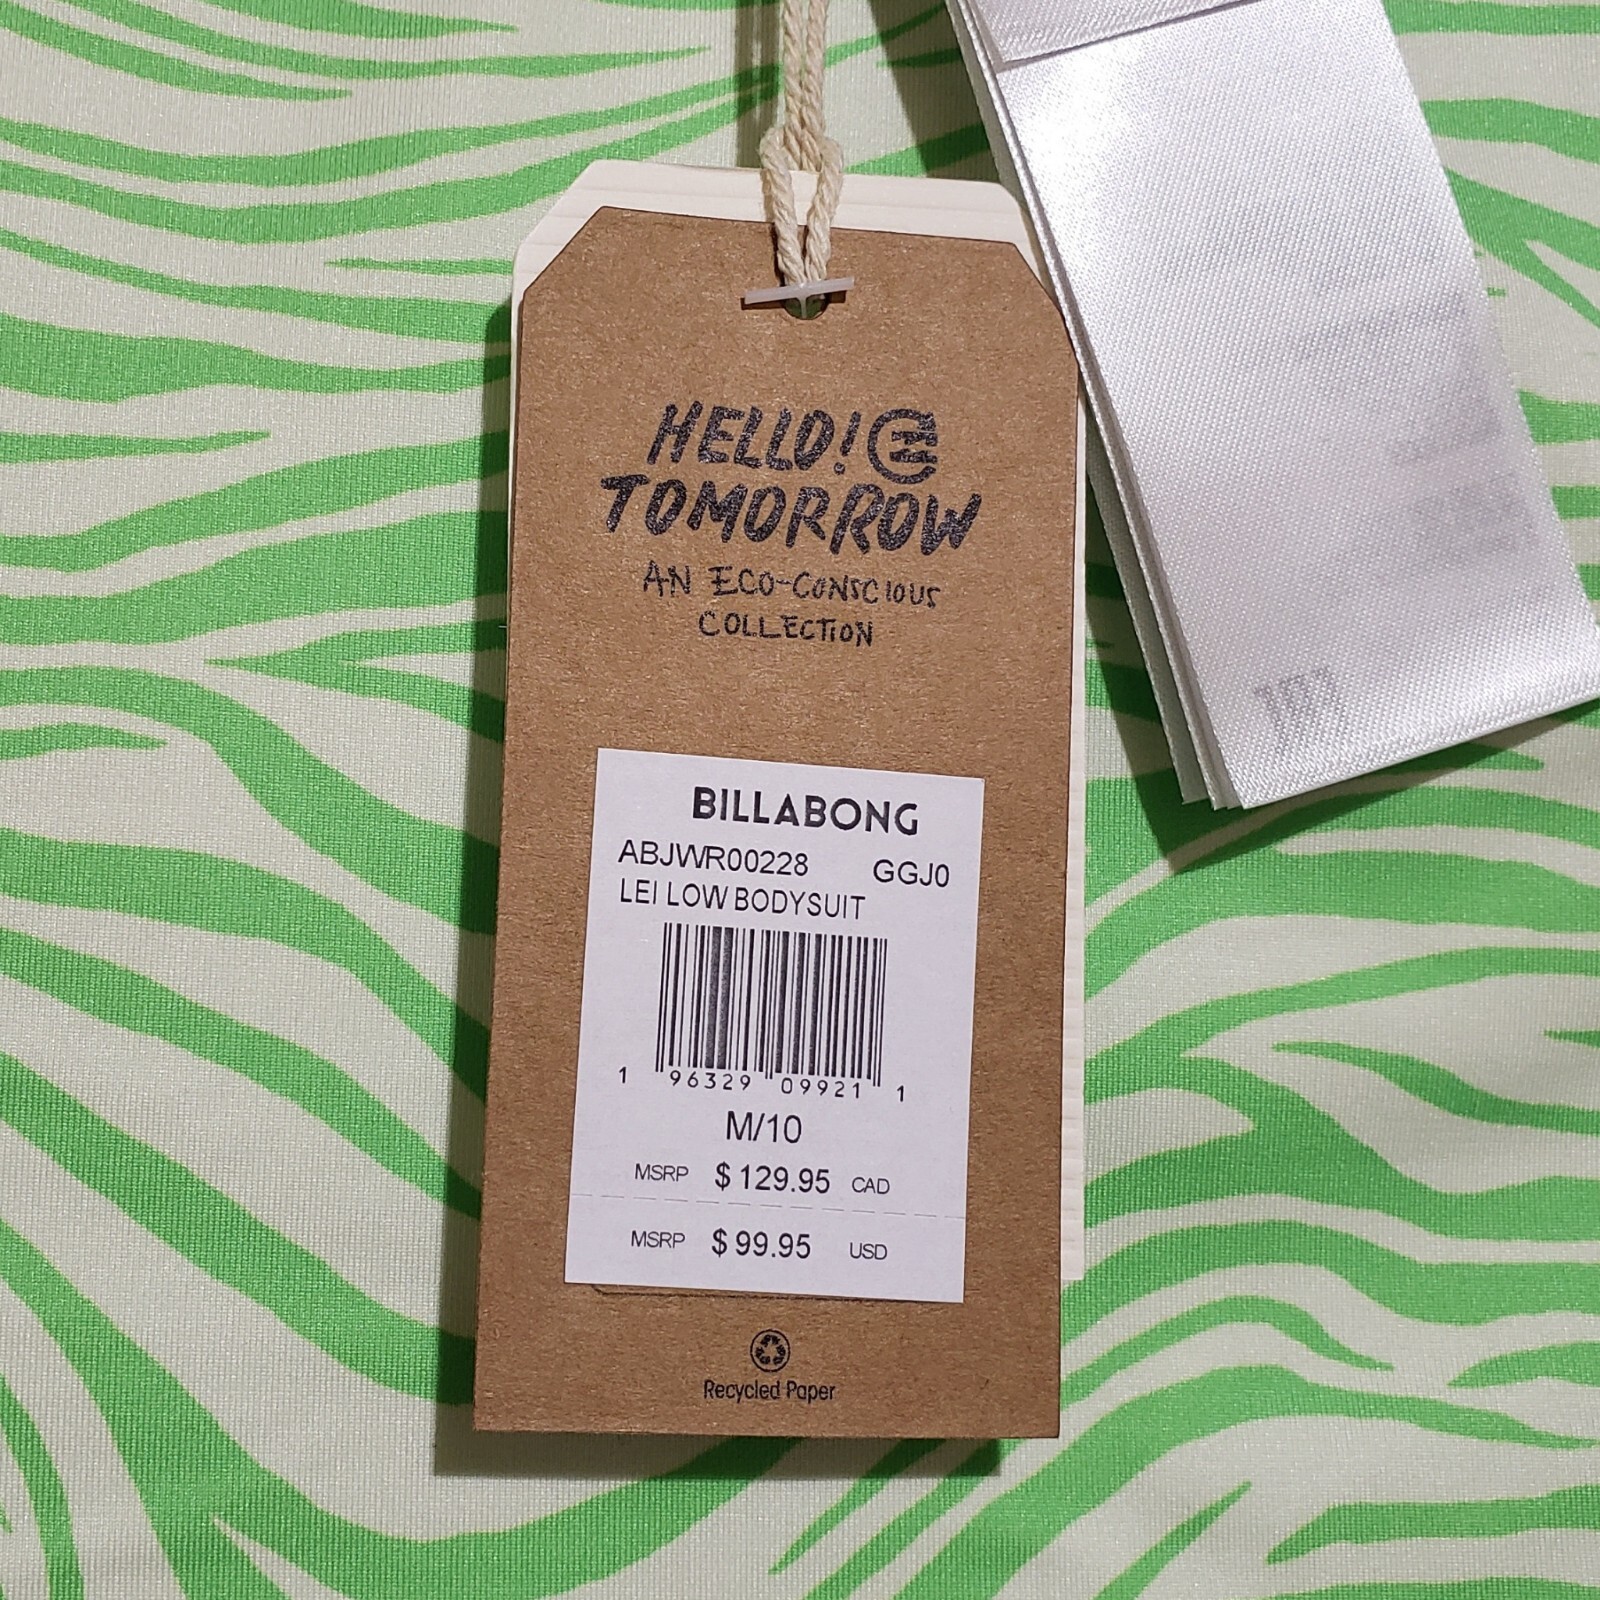 HELLO!
TOMORROW
AN ECO-CONSCIOUS
COLLECTION
BILLABONG
ABJWR00228 GGJ0
LEI LOW BODYSUIT
1 96329 09921 1
M/10
MSRP $129.95 CAD
MSRP $99.95 USD
Recycled Paper